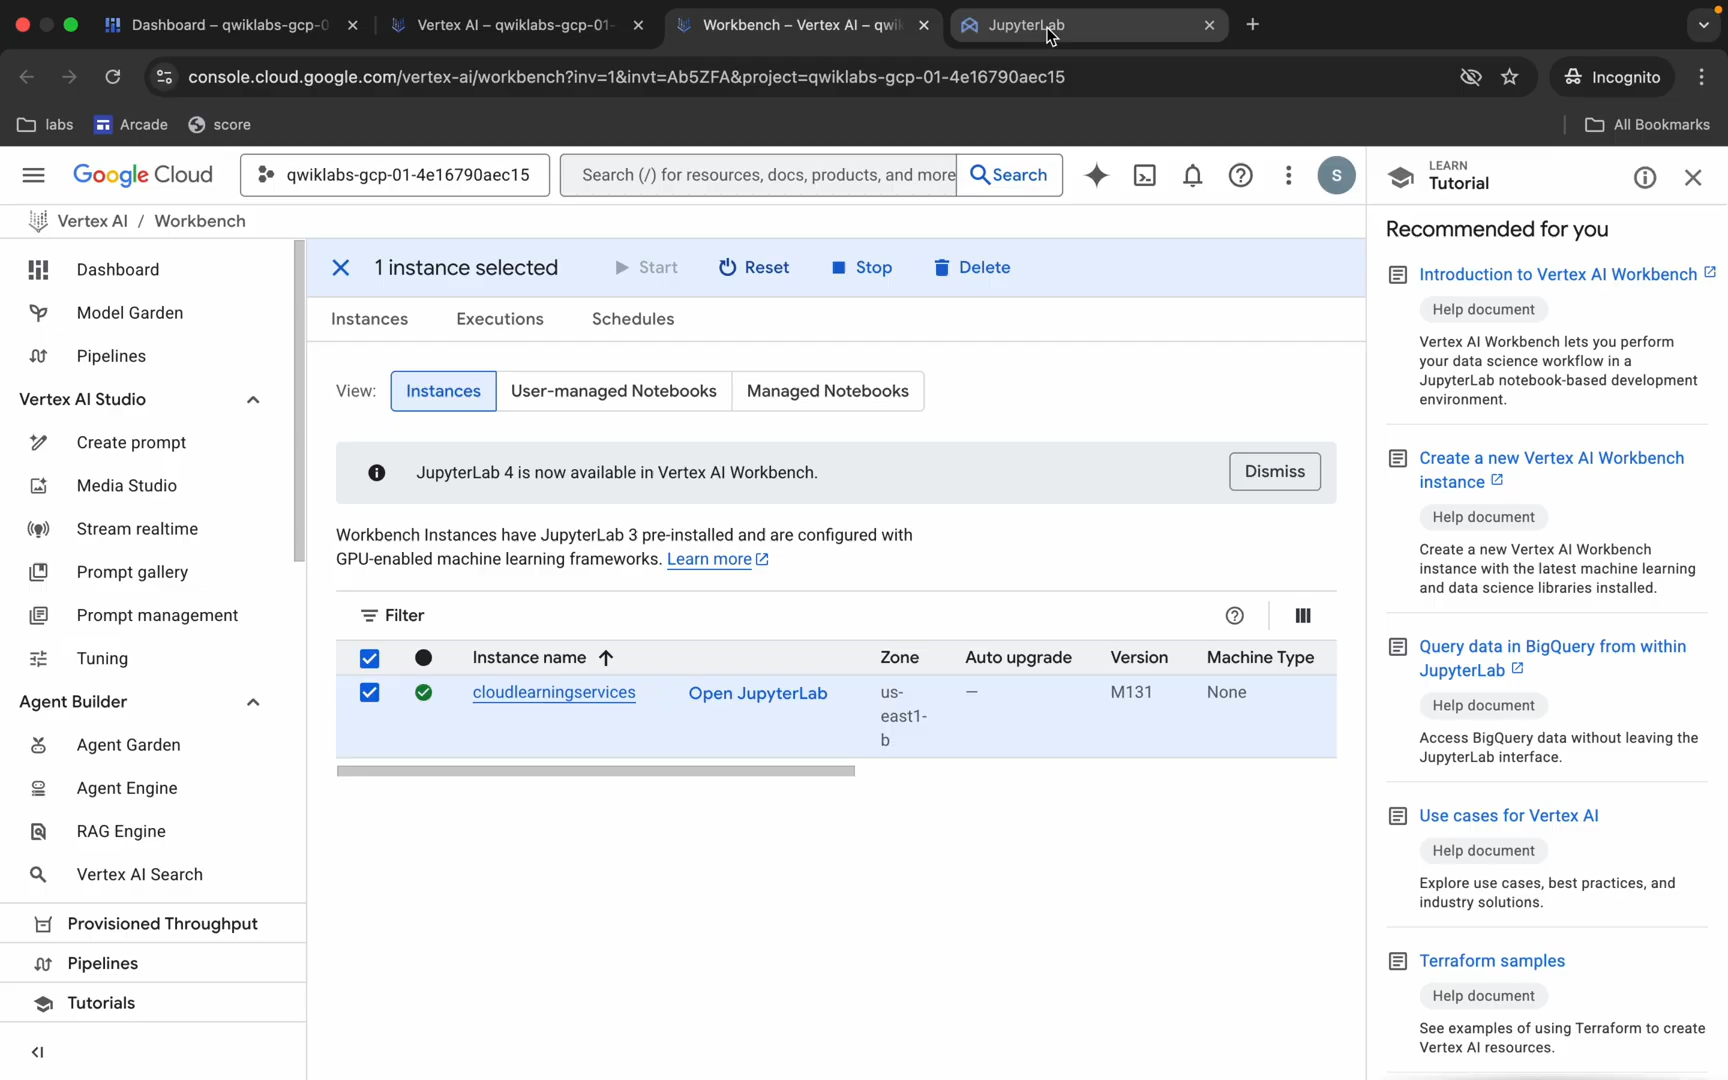 Dashboard – qwiklabs-gcp-0
Vertex AI – qwiklabs-gcp-01-
Workbench – Vertex AI – qwik
JupyterLab
console.cloud.google.com/vertex-ai/workbench?inv=1&invt=Ab5ZFA&project=qwiklabs-gcp-01-4e16790aec15
Incognito
labs
Arcade
score
All Bookmarks
Google Cloud
qwiklabs-gcp-01-4e16790aec15
Search (/) for resources, docs, products, and more
Search
S
LEARN
Tutorial
Vertex AI / Workbench
Dashboard
Model Garden
Pipelines
Vertex AI Studio
Create prompt
Media Studio
Stream realtime
Prompt gallery
Prompt management
Tuning
Agent Builder
Agent Garden
Agent Engine
RAG Engine
Vertex AI Search
Provisioned Throughput
Pipelines
Tutorials
1 instance selected
Start
Reset
Stop
Delete
Instances
Executions
Schedules
View:
Instances
User-managed Notebooks
Managed Notebooks
JupyterLab 4 is now available in Vertex AI Workbench.
Dismiss
Workbench Instances have JupyterLab 3 pre-installed and are configured with
GPU-enabled machine learning frameworks. Learn more
Filter
Instance name
Zone
Auto upgrade
Version
Machine Type
cloudlearningservices
Open JupyterLab
us-
east1-
b
—
M131
None
Recommended for you
Introduction to Vertex AI Workbench
Help document
Vertex AI Workbench lets you perform
your data science workflow in a
JupyterLab notebook-based development
environment.
Create a new Vertex AI Workbench
instance
Help document
Create a new Vertex AI Workbench
instance with the latest machine learning
and data science libraries installed.
Query data in BigQuery from within
JupyterLab
Help document
Access BigQuery data without leaving the
JupyterLab interface.
Use cases for Vertex AI
Help document
Explore use cases, best practices, and
industry solutions.
Terraform samples
Help document
See examples of using Terraform to create
Vertex AI resources.